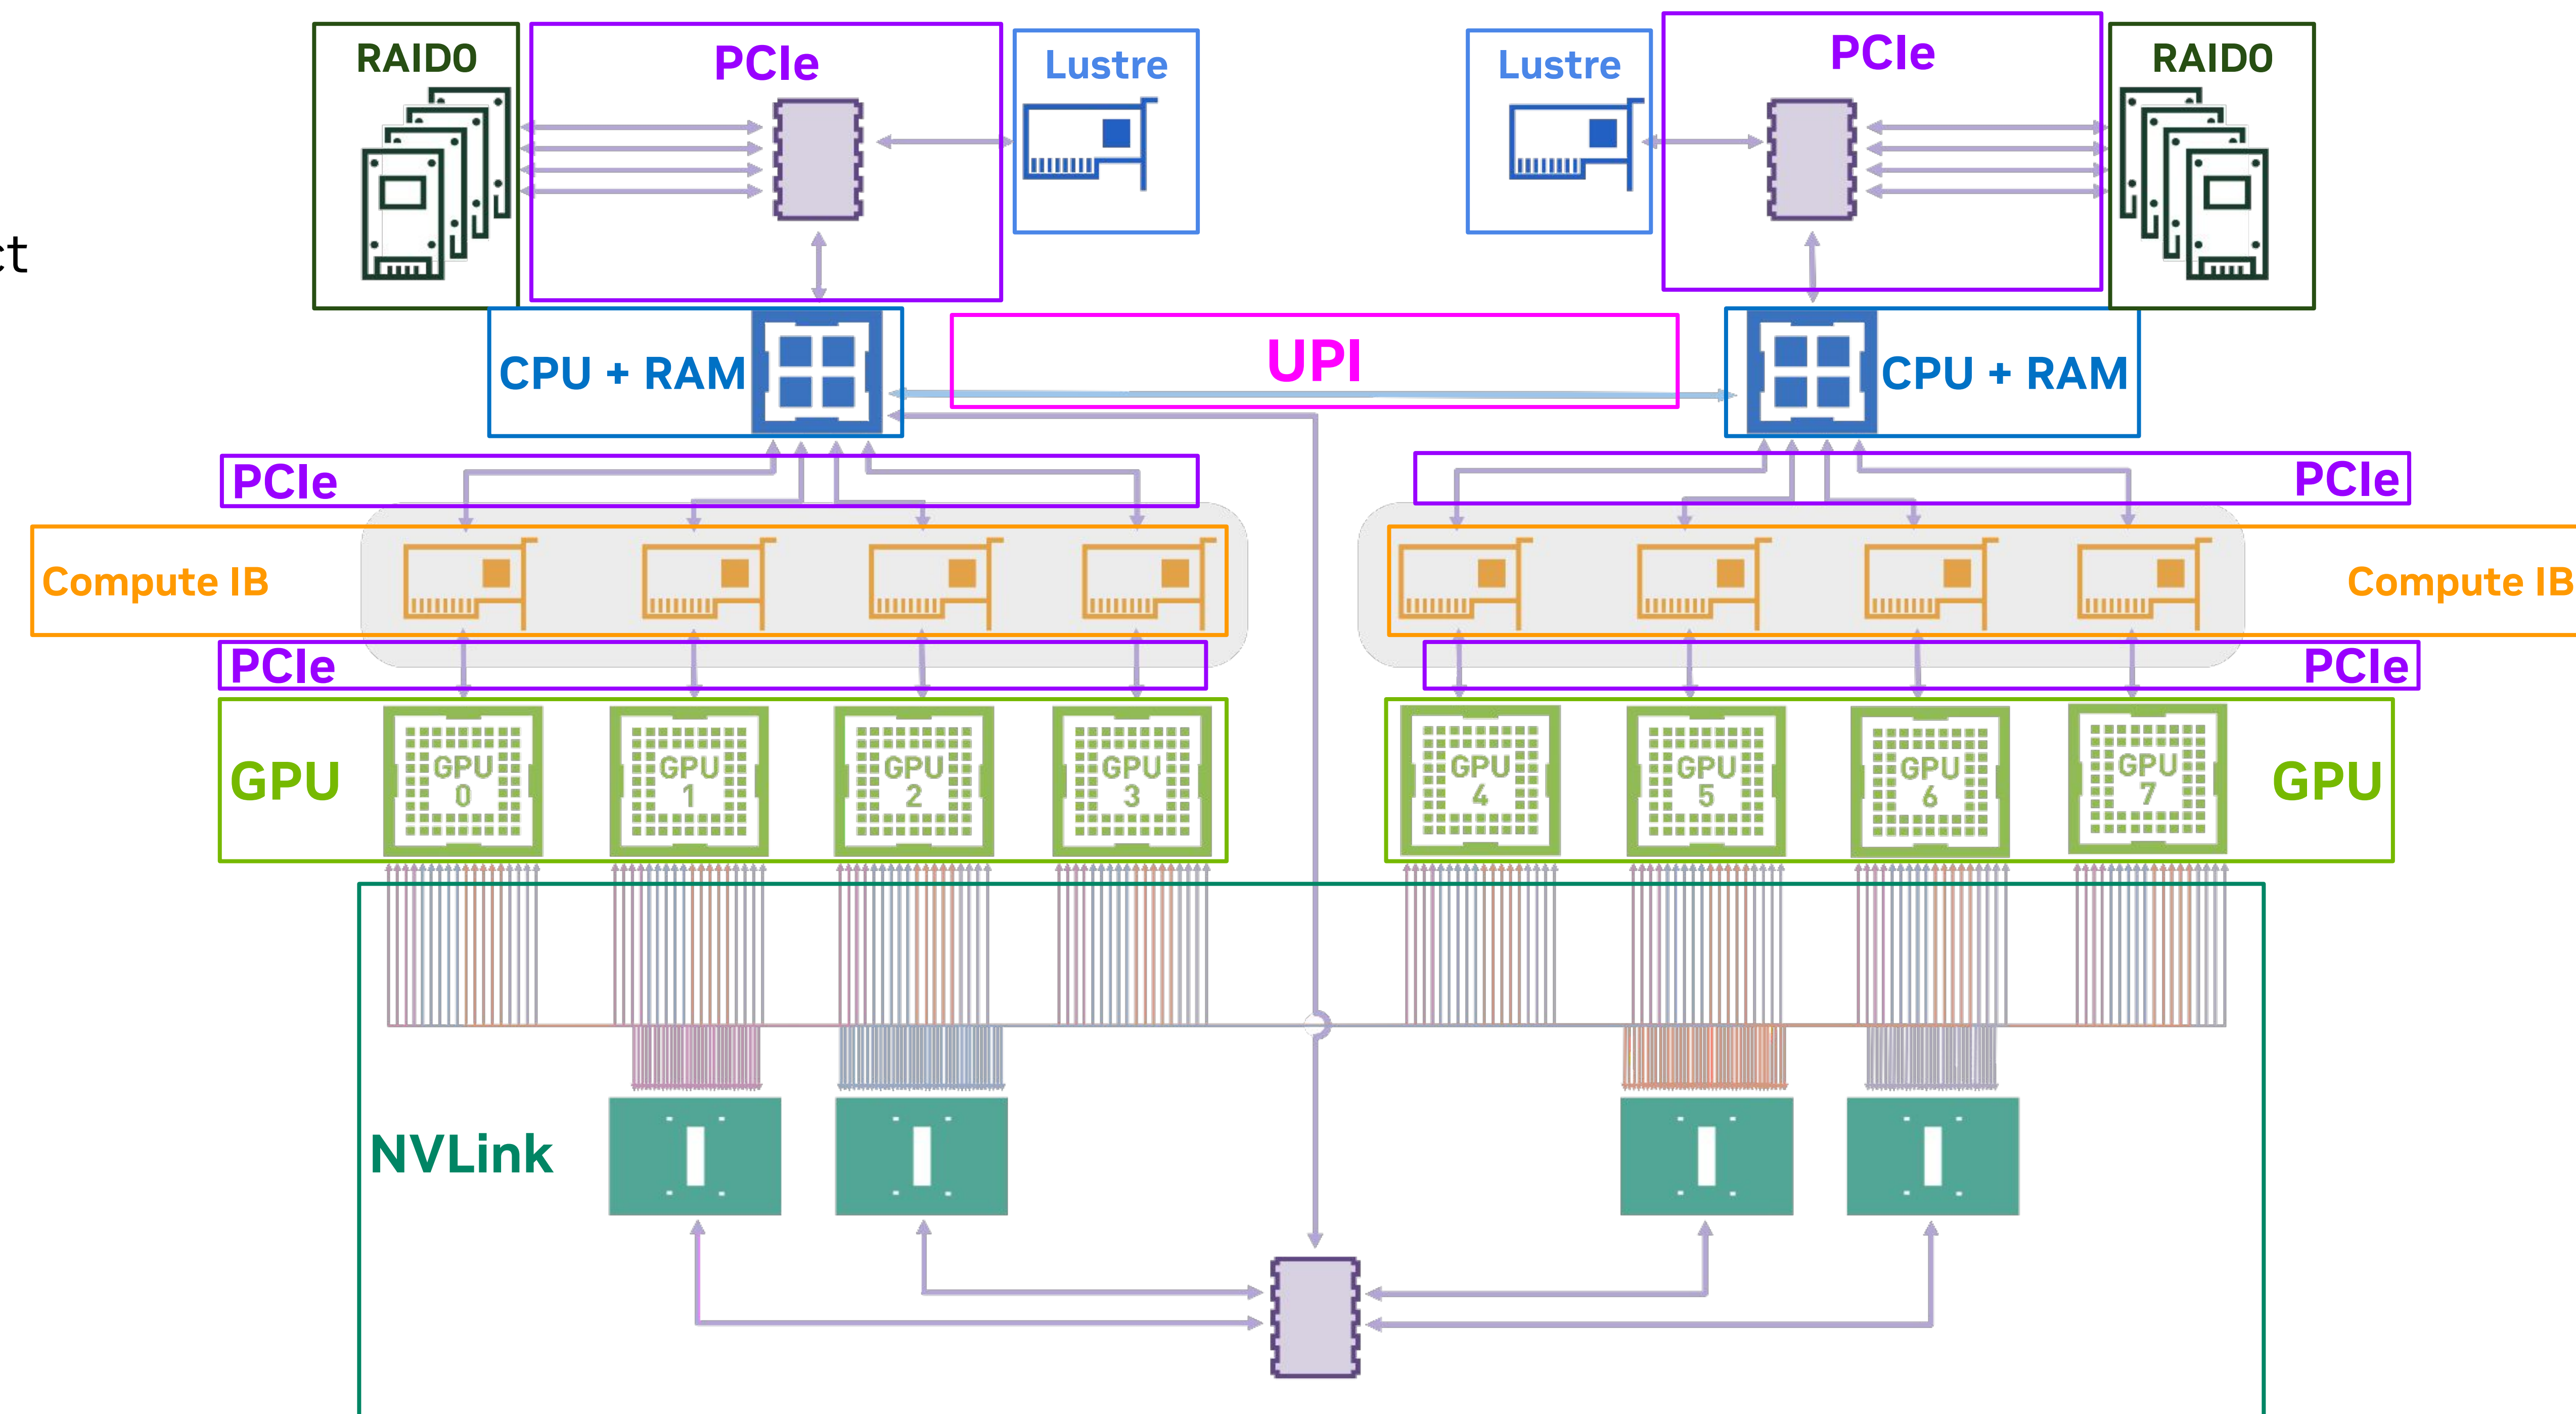 RAID0
PCIe
Lustre
Lustre
PCIe
RAID0
ct
CPU + RAM
UPI
CPU + RAM
PCIe
PCIe
Compute IB
Compute IB
PCIe
PCIe
GPU
GPU
0
GPU
1
GPU
2
GPU
3
GPU
4
GPU
5
GPU
6
GPU
7
GPU
NVLink